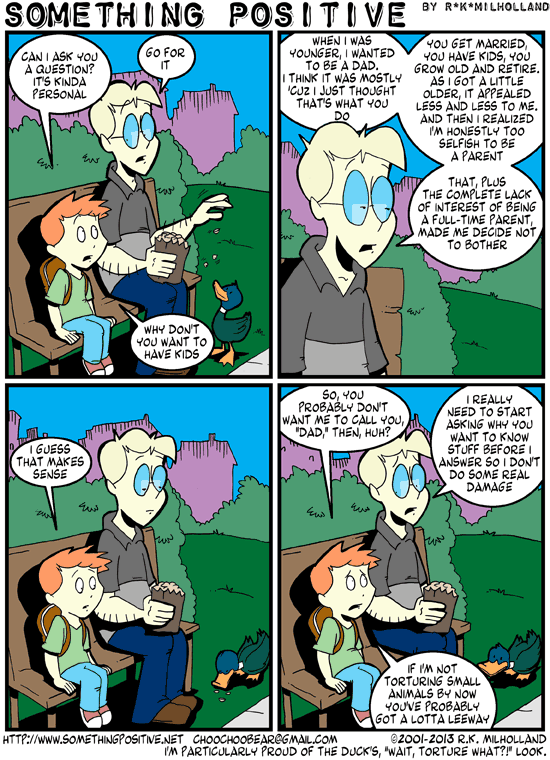 SOMETHING POSITIVE
BY R*K*MILHOLLAND
CAN I ASK YOU
A QUESTION?
IT'S KINDA
PERSONAL
GO FOR
IT
WHY DON'T
YOU WANT TO
HAVE KIDS
WHEN I WAS
YOUNGER, I WANTED
TO BE A DAD.
I THINK IT WAS MOSTLY
'CUZ I JUST THOUGHT
THAT'S WHAT YOU
DO
YOU GET MARRIED,
YOU HAVE KIDS, YOU
GROW OLD AND RETIRE.
AS I GOT A LITTLE
OLDER, IT APPEALED
LESS AND LESS TO ME.
AND THEN I REALIZED
I'M HONESTLY TOO
SELFISH TO BE
A PARENT
THAT, PLUS
THE COMPLETE LACK
OF INTEREST OF BEING
A FULL-TIME PARENT,
MADE ME DECIDE NOT
TO BOTHER
I GUESS
THAT MAKES
SENSE
SO, YOU
PROBABLY DON'T
WANT ME TO CALL YOU,
"DAD," THEN, HUH?
I REALLY
NEED TO START
ASKING WHY YOU
WANT TO KNOW
STUFF BEFORE I
ANSWER SO I DON'T
DO SOME REAL
DAMAGE
IF I'M NOT
TORTURING SMALL
ANIMALS BY NOW
YOU'VE PROBABLY
GOT A LOTTA LEEWAY
HTTP://WWW.SOMETHINGPOSITIVE.NET CHOOCHOOBEAR@GMAIL.COM
©2001-2013 R.K. MILHOLLAND
I'M PARTICULARLY PROUD OF THE DUCK'S, "WAIT, TORTURE WHAT?!" LOOK.